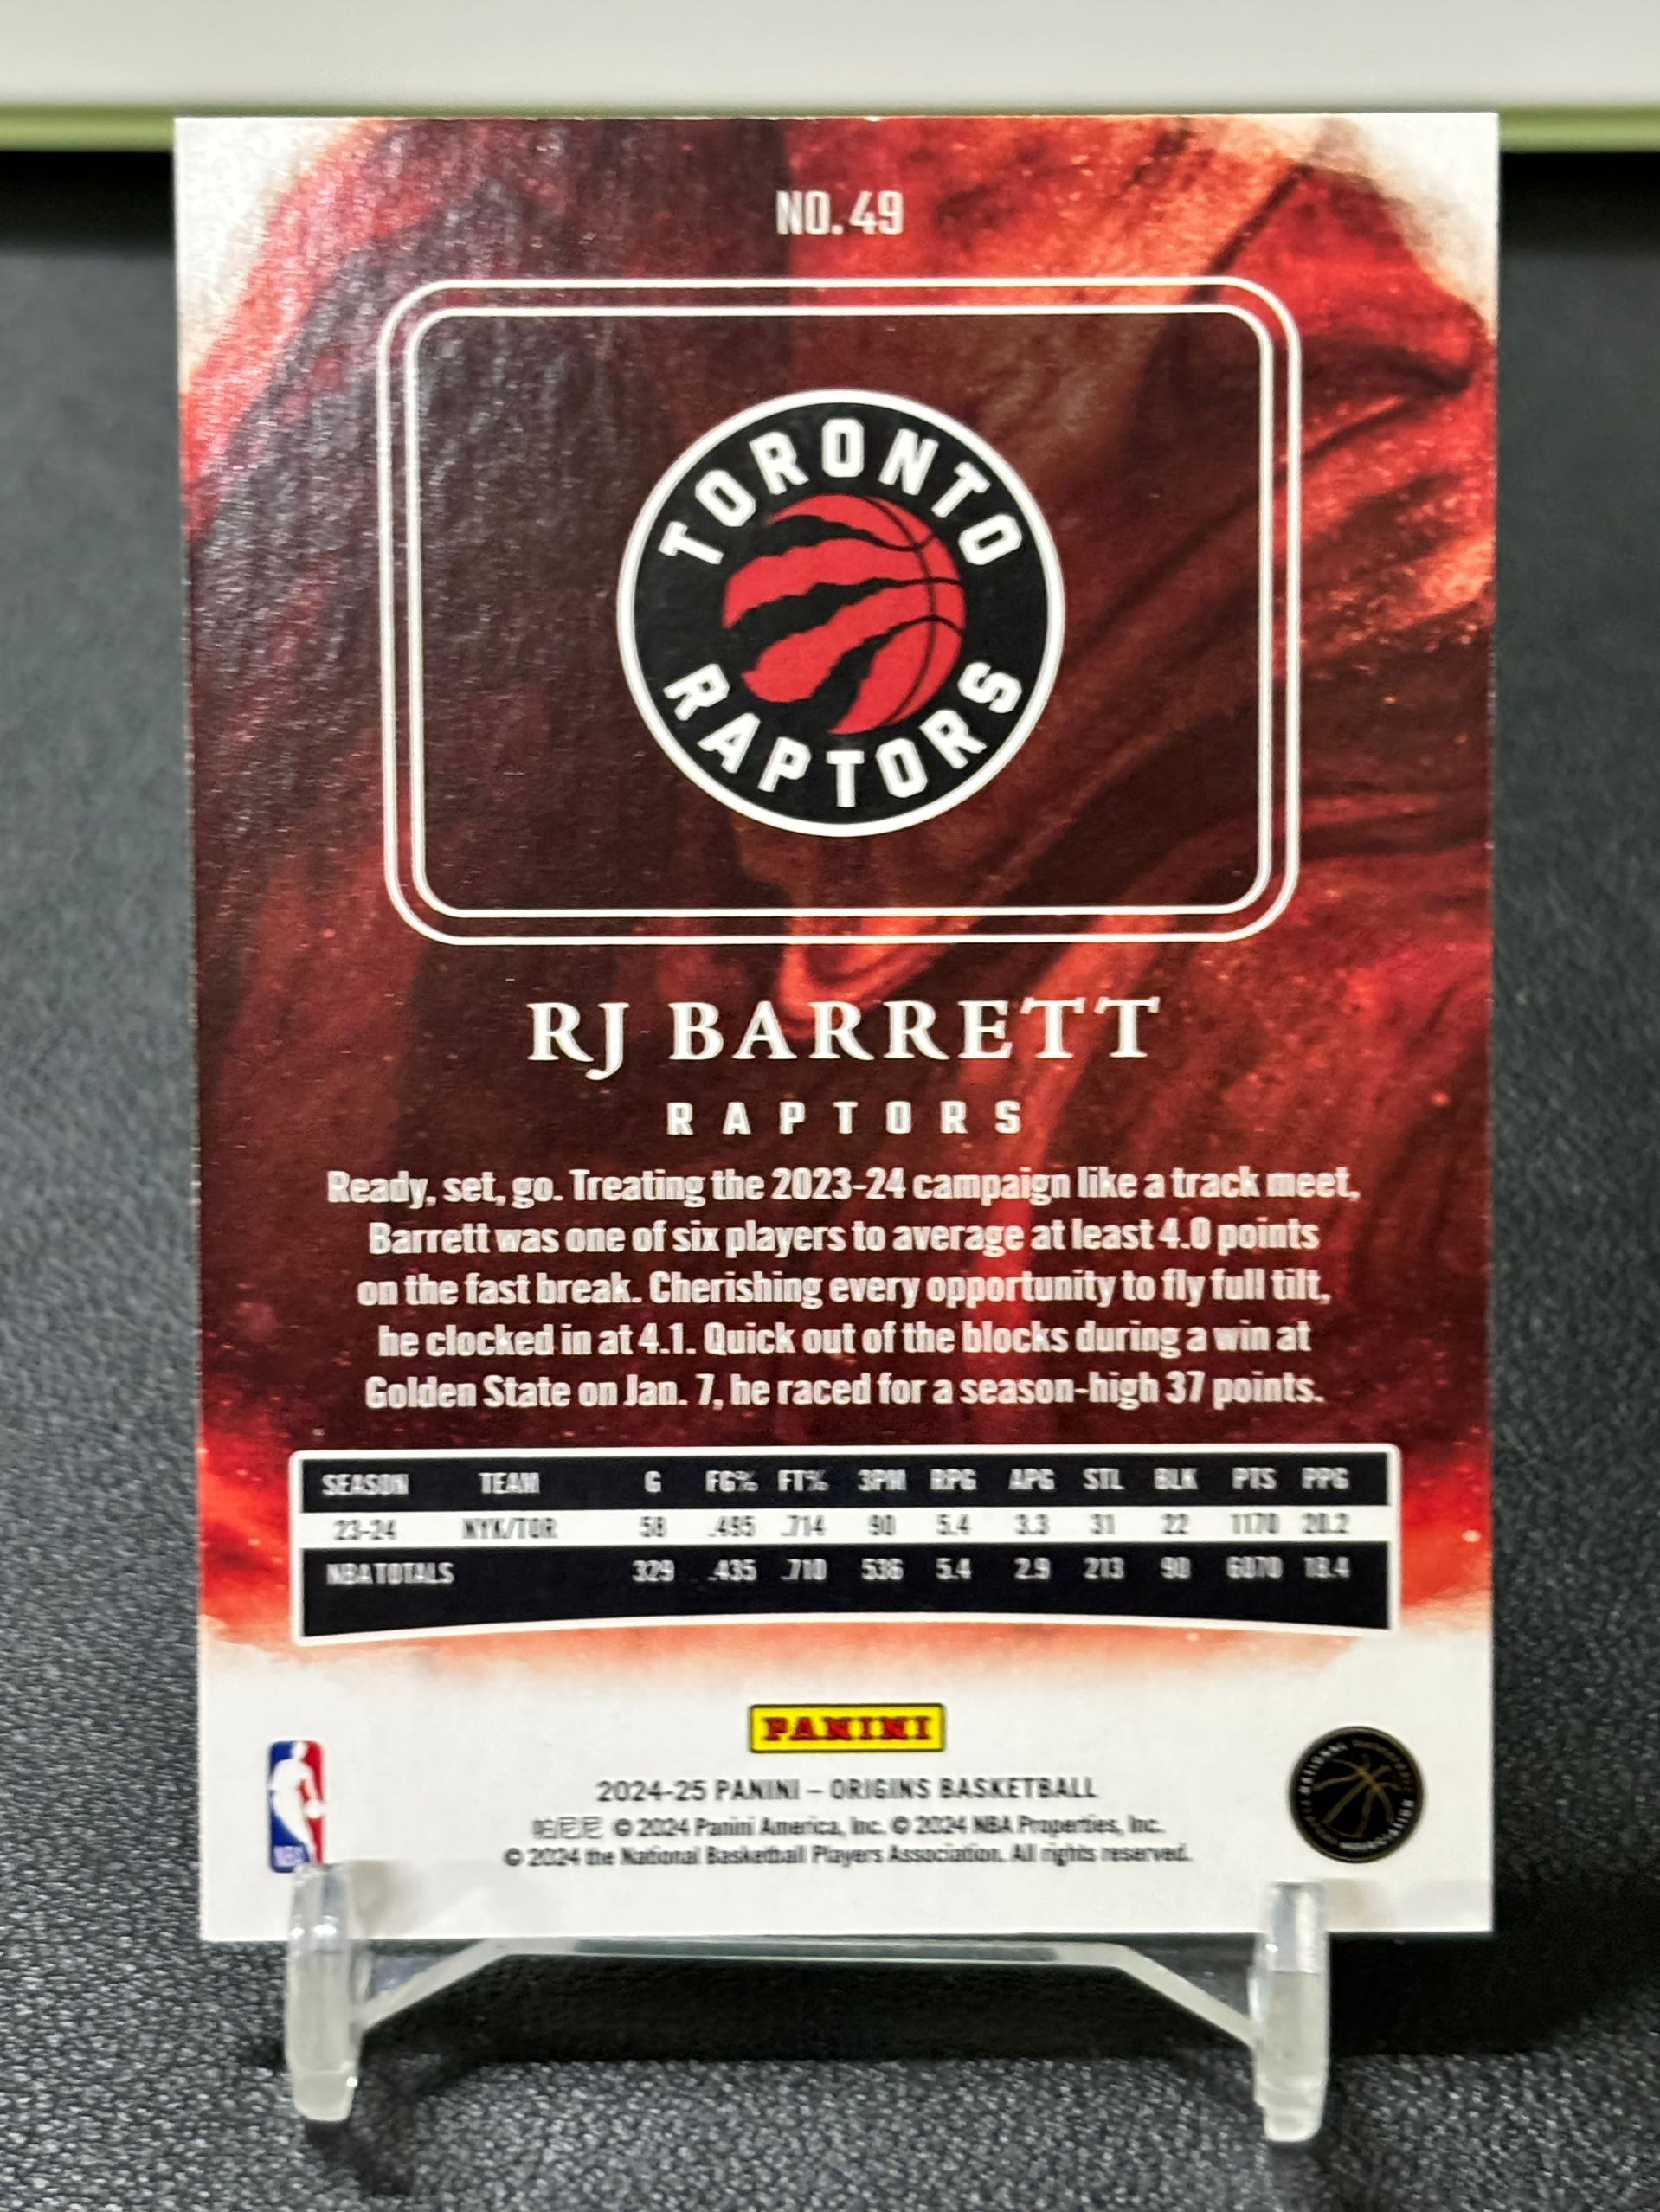 NO. 49
TORONTO
RAPTORS
RJ BARRETT
RAPTORS
Ready, set, go. Treating the 2023-24 campaign like a track meet,
Barrett was one of six players to average at least 4.0 points
on the fast break. Cherishing every opportunity to fly full tilt,
he clocked in at 4.1. Quick out of the blocks during a win at
Golden State on Jan. 7, he raced for a season-high 37 points.
SEASON TEAM G FG% FT% 3PM RPG APG STL BLK PTS PPG
23-24 NYK/TOR 58 .495 .714 90 5.4 3.3 31 22 1170 20.2
NBA TOTALS 329 .435 .710 536 5.4 2.9 213 90 6070 18.4
PANINI
2024-25 PANINI – ORIGINS BASKETBALL
帕尼尼 © 2024 Panini America, Inc. © 2024 NBA Properties, Inc.
© 2024 the National Basketball Players Association. All rights reserved.
NBA